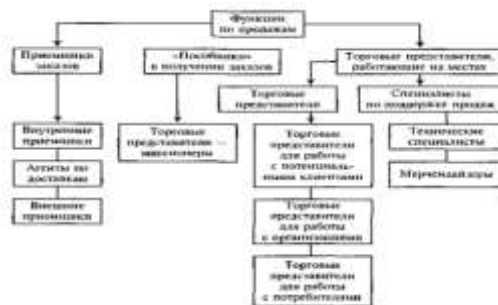 Функции
по продажам
Приемщики
заказов
«Пособники»
в получении заказов
Торговые представители,
работающие на местах
Торговые
представители
Специалисты
по поддержке продаж
Внутренние
приемщики
Агенты по
доставке
Внешние
приемщики
Торговые
представители —
миссионеры
Торговые
представители
для работы
с потенциаль-
ными клиентами
Торговые
представители
для работы
с организациями
Торговые
представители
для работы
с потребителями
Технические
специалисты
Мерчендайзеры